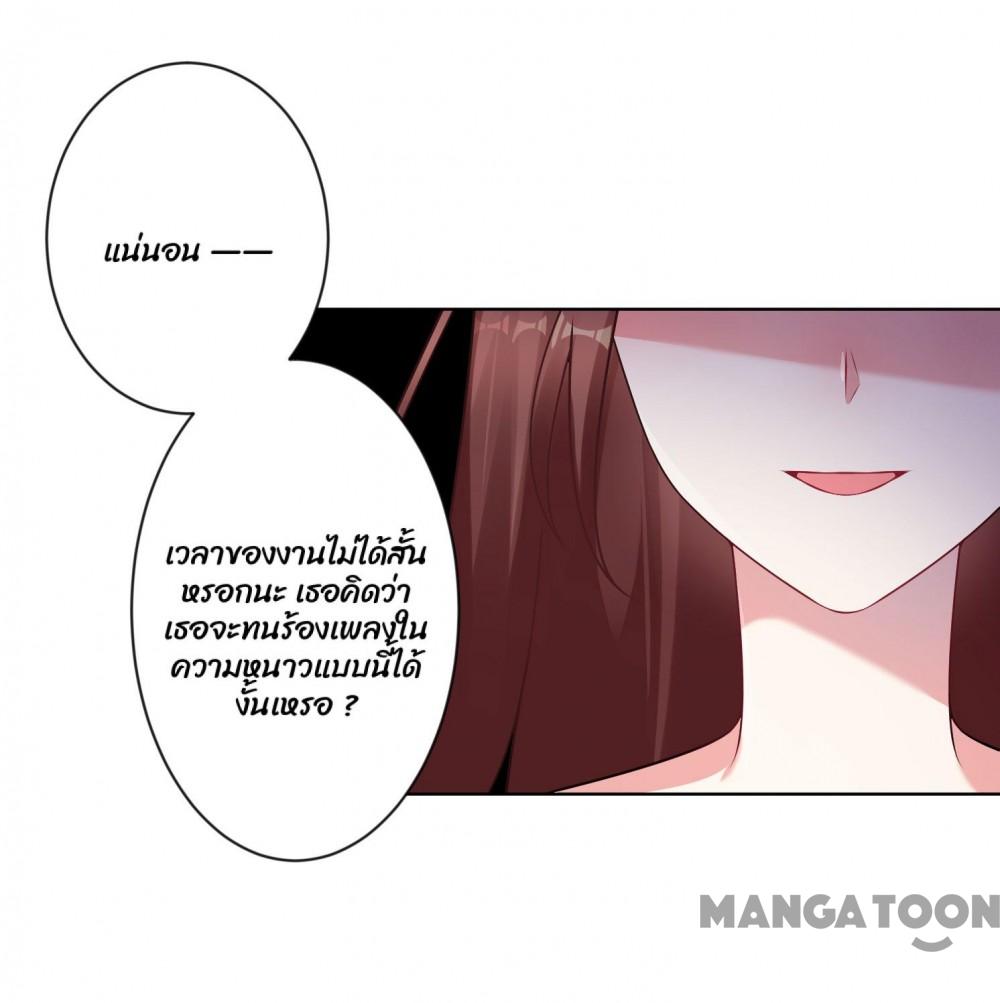 แน่นอน ——
เวลาของงานไม่ได้สั้น
หรอกนะ เธอคิดว่า
เธอจะทนร้องเพลงใน
ความหนาวแบบนี้ได้
งั้นเหรอ ?
MANGATOON